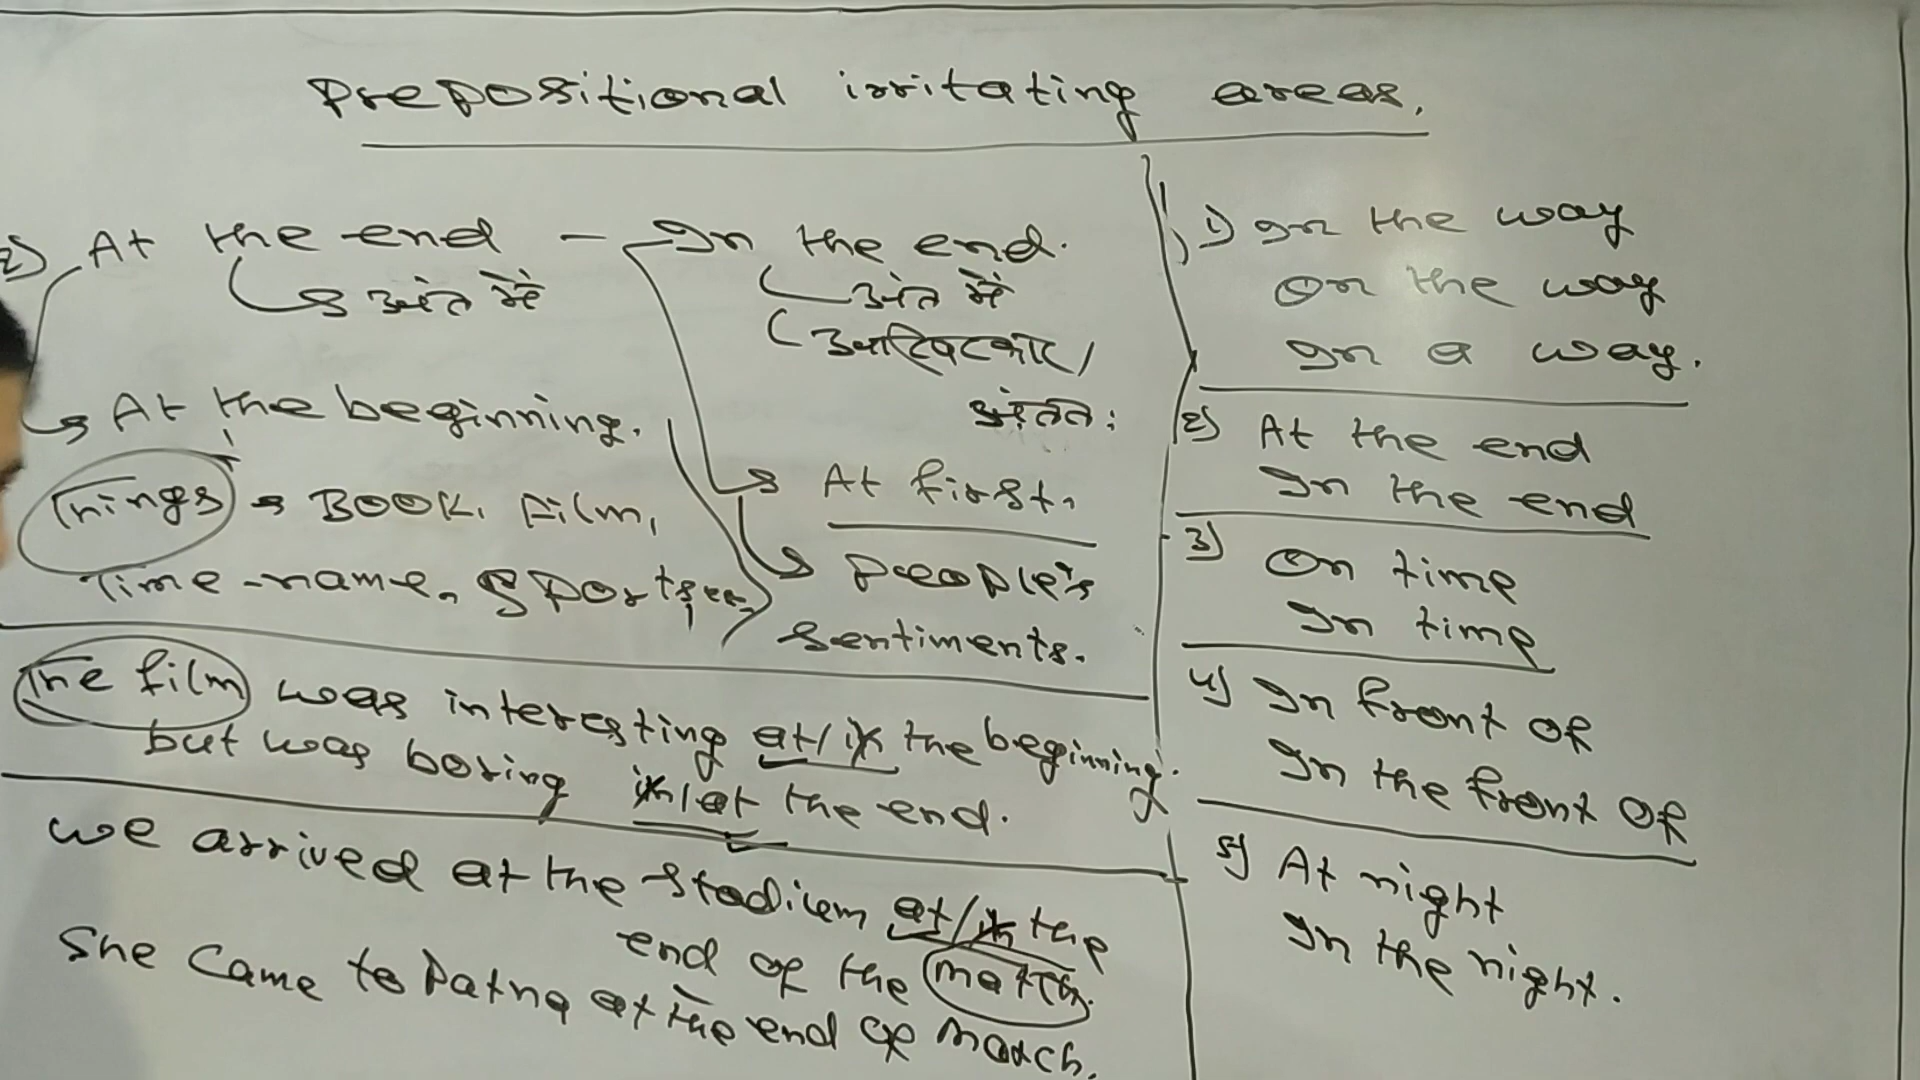 Prepositional irritating areas.
2) At the end - In the end.
अंत में अंत में
(आखिरकार/
अंततः
At the beginning.
At first.
Things → Book, Film,
Time-name, Sports etc.
People's
sentiments.
The film was interesting at/in the beginning.
but was boring in/at the end.
We arrived at the stadium at/in the
end of the match.
She came to Patna at the end of March.
1) In the way
On the way
In a way.
2) At the end
In the end
3) On time
In time
4) In front of
In the front of
5) At night
In the night.